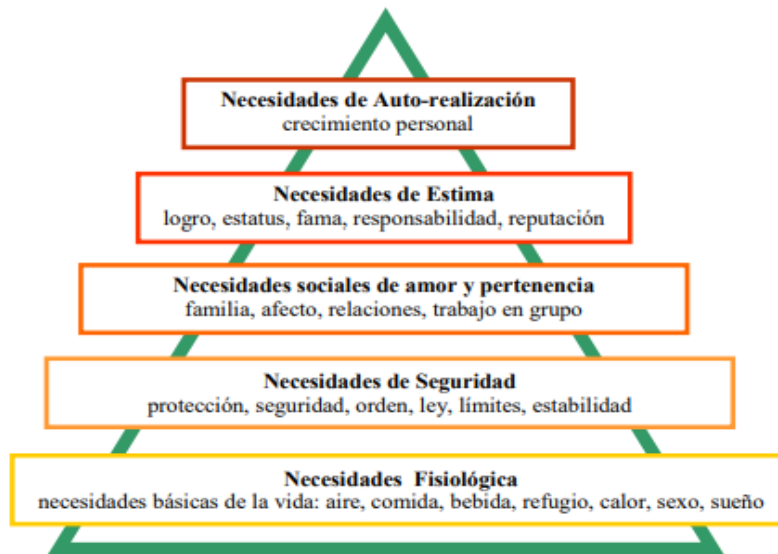 Necesidades de Auto-realización
crecimiento personal
Necesidades de Estima
logro, estatus, fama, responsabilidad, reputación
Necesidades sociales de amor y pertenencia
familia, afecto, relaciones, trabajo en grupo
Necesidades de Seguridad
protección, seguridad, orden, ley, límites, estabilidad
Necesidades Fisiológica
necesidades básicas de la vida: aire, comida, bebida, refugio, calor, sexo, sueño